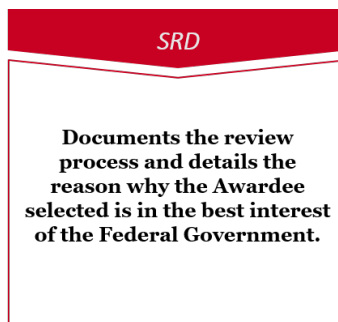 SRD
Documents the review
process and details the
reason why the Awardee
selected is in the best interest
of the Federal Government.